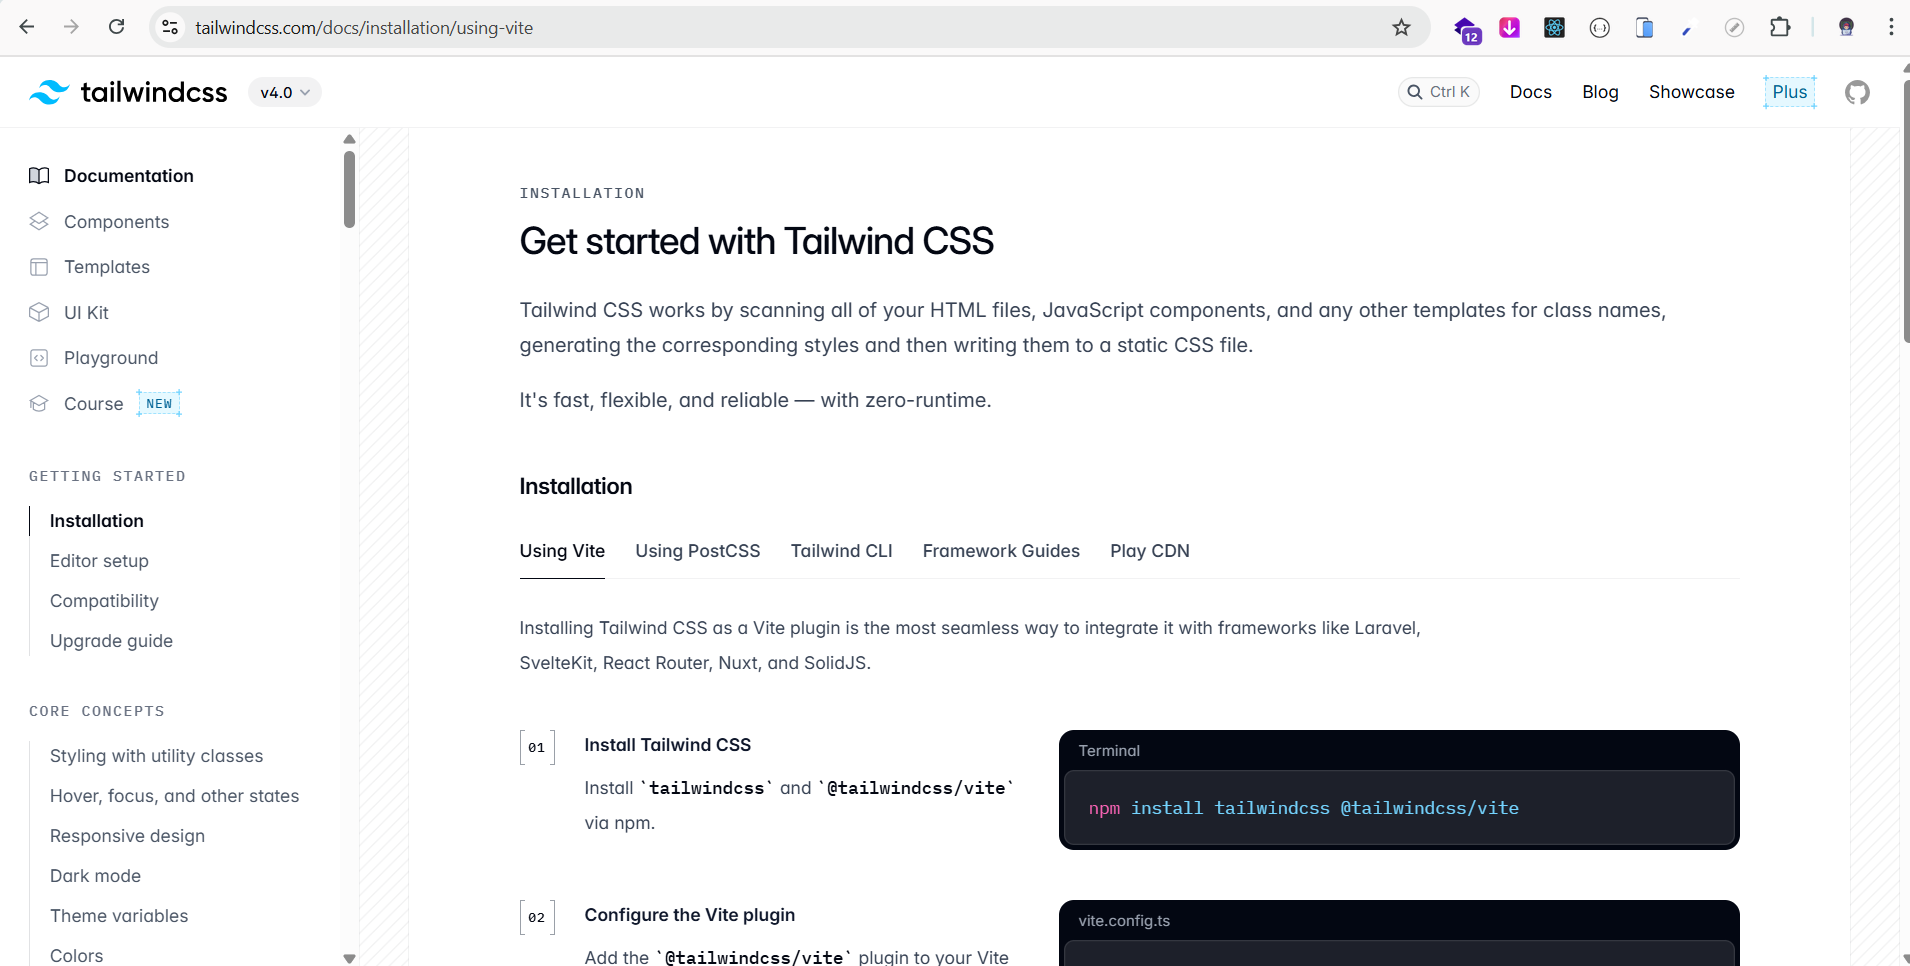 tailwindcss.com/docs/installation/using-vite
12
tailwindcss
v4.0
Ctrl K
Docs
Blog
Showcase
Plus
Documentation
Components
Templates
UI Kit
Playground
Course NEW
GETTING STARTED
Installation
Editor setup
Compatibility
Upgrade guide
CORE CONCEPTS
Styling with utility classes
Hover, focus, and other states
Responsive design
Dark mode
Theme variables
Colors
INSTALLATION
Get started with Tailwind CSS
Tailwind CSS works by scanning all of your HTML files, JavaScript components, and any other templates for class names,
generating the corresponding styles and then writing them to a static CSS file.
It's fast, flexible, and reliable — with zero-runtime.
Installation
Using Vite
Using PostCSS
Tailwind CLI
Framework Guides
Play CDN
Installing Tailwind CSS as a Vite plugin is the most seamless way to integrate it with frameworks like Laravel,
SvelteKit, React Router, Nuxt, and SolidJS.
01
Install Tailwind CSS
Install `tailwindcss` and `@tailwindcss/vite`
via npm.
Terminal
npm install tailwindcss @tailwindcss/vite
02
Configure the Vite plugin
Add the `@tailwindcss/vite` plugin to your Vite
vite.config.ts